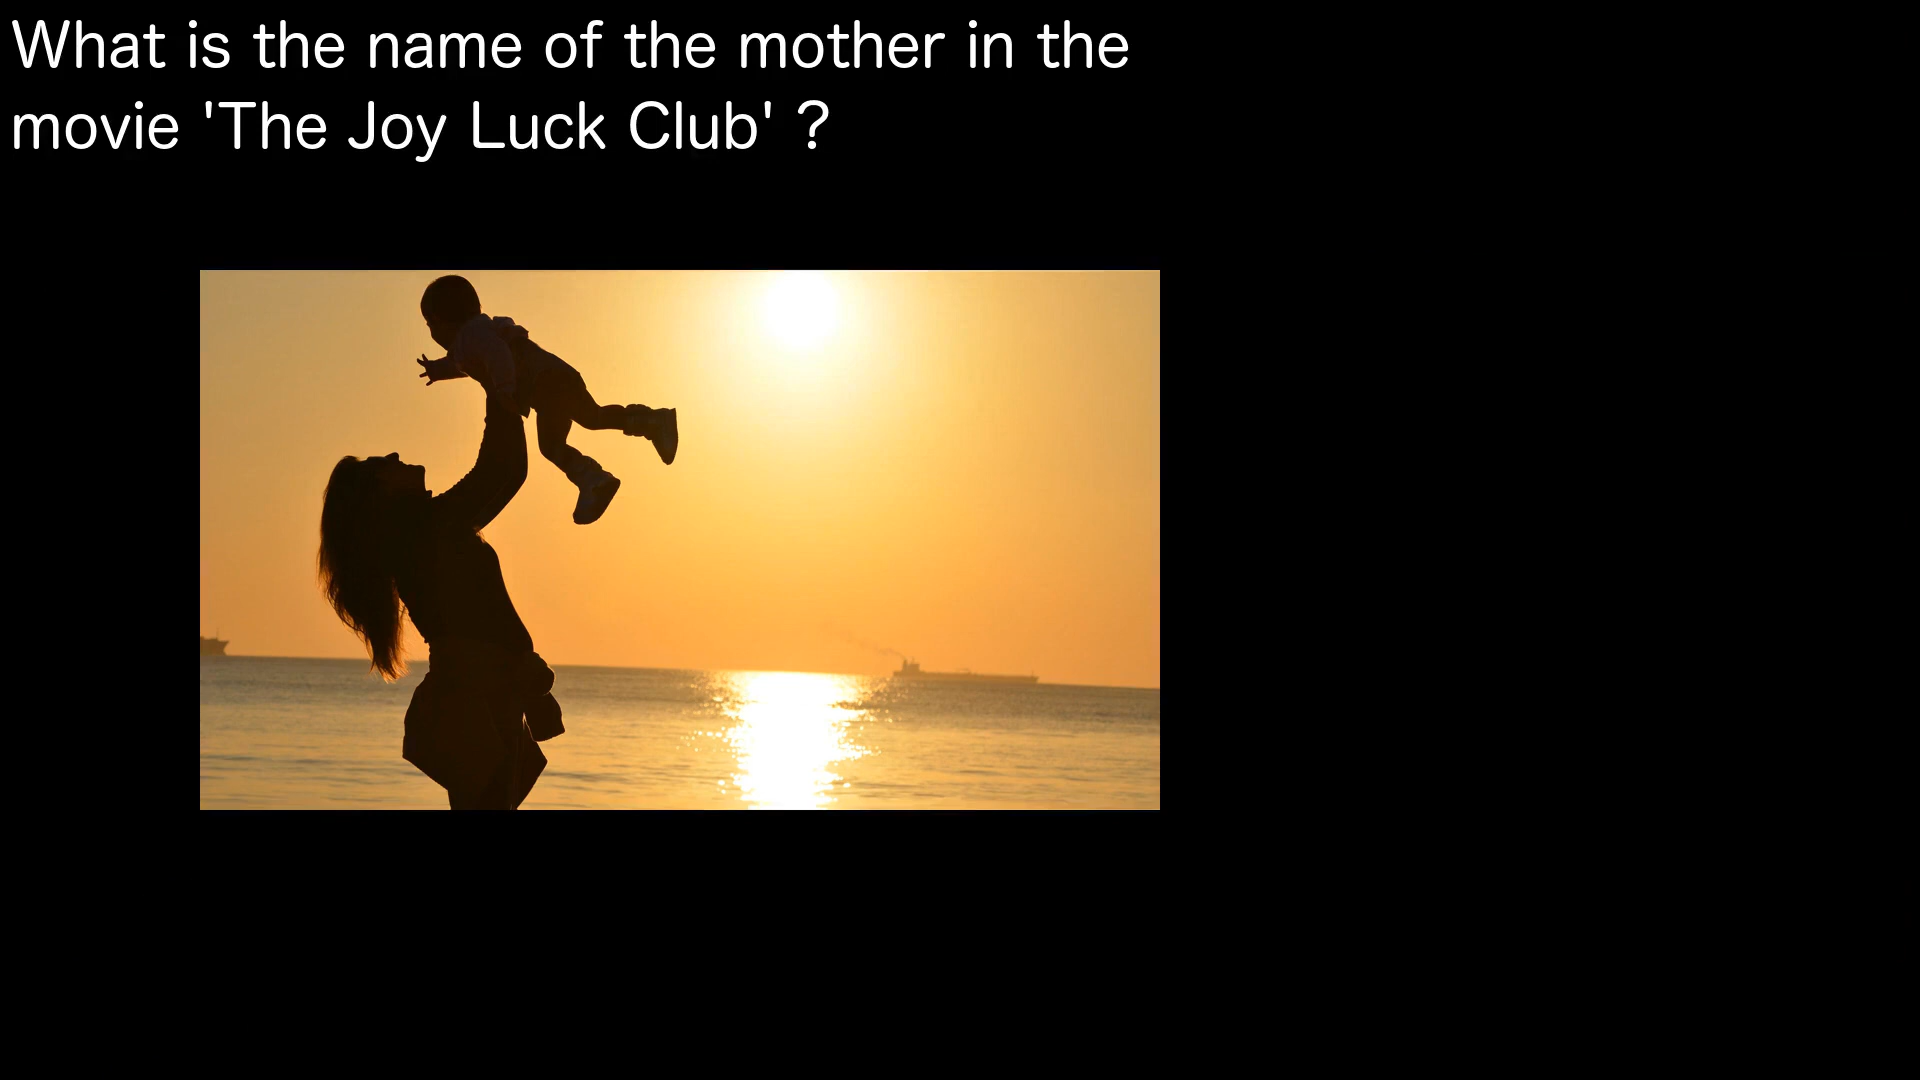 What is the name of the mother in the
movie 'The Joy Luck Club' ?